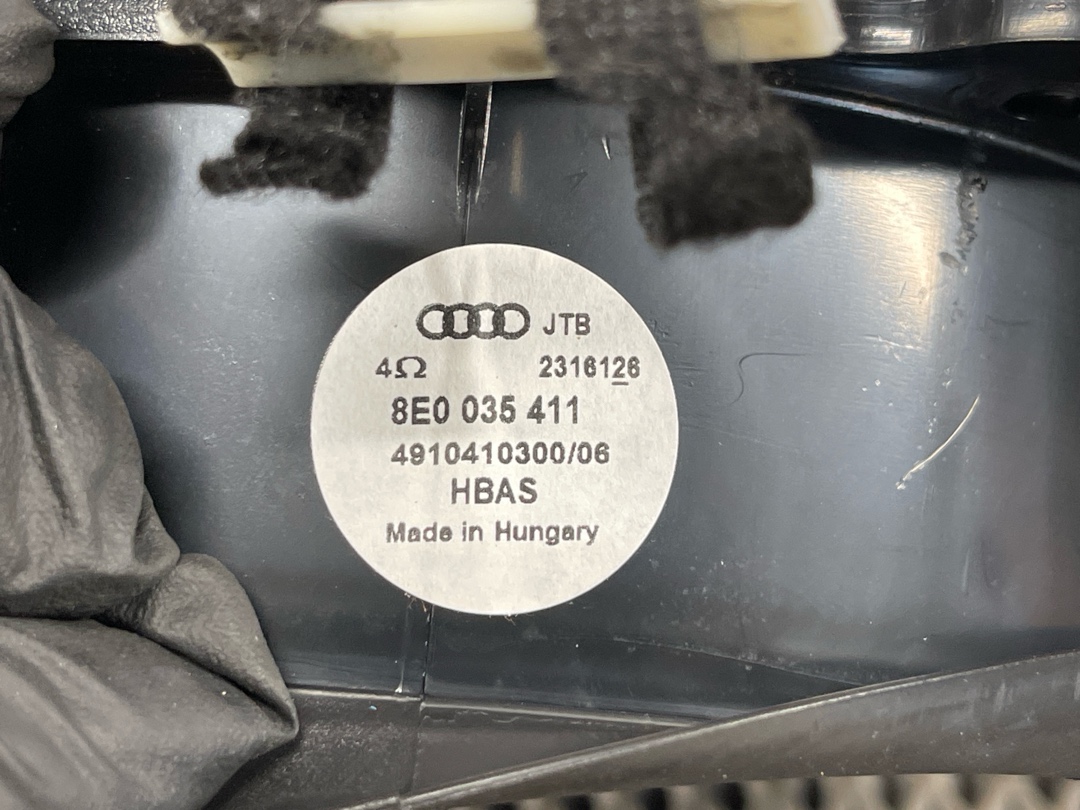 JTB
4Ω 2316126
8E0 035 411
4910410300/06
HBAS
Made in Hungary